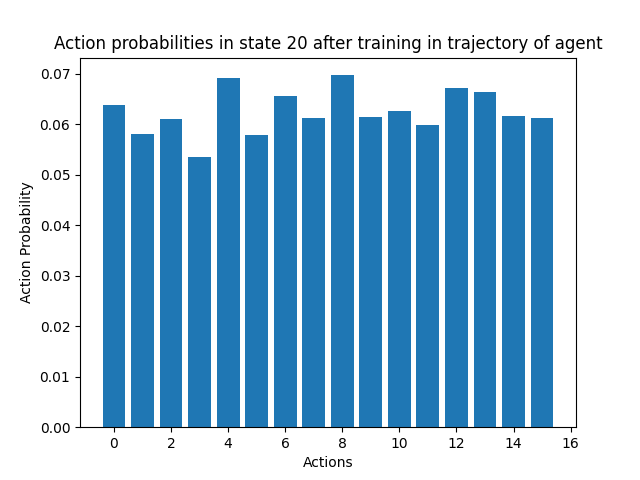 Action probabilities in state 20 after training in trajectory of agent
0.07
0.06
0.05
0.04
0.03
0.02
0.01
0.00
Action Probability
0 2 4 6 8 10 12 14 16
Actions